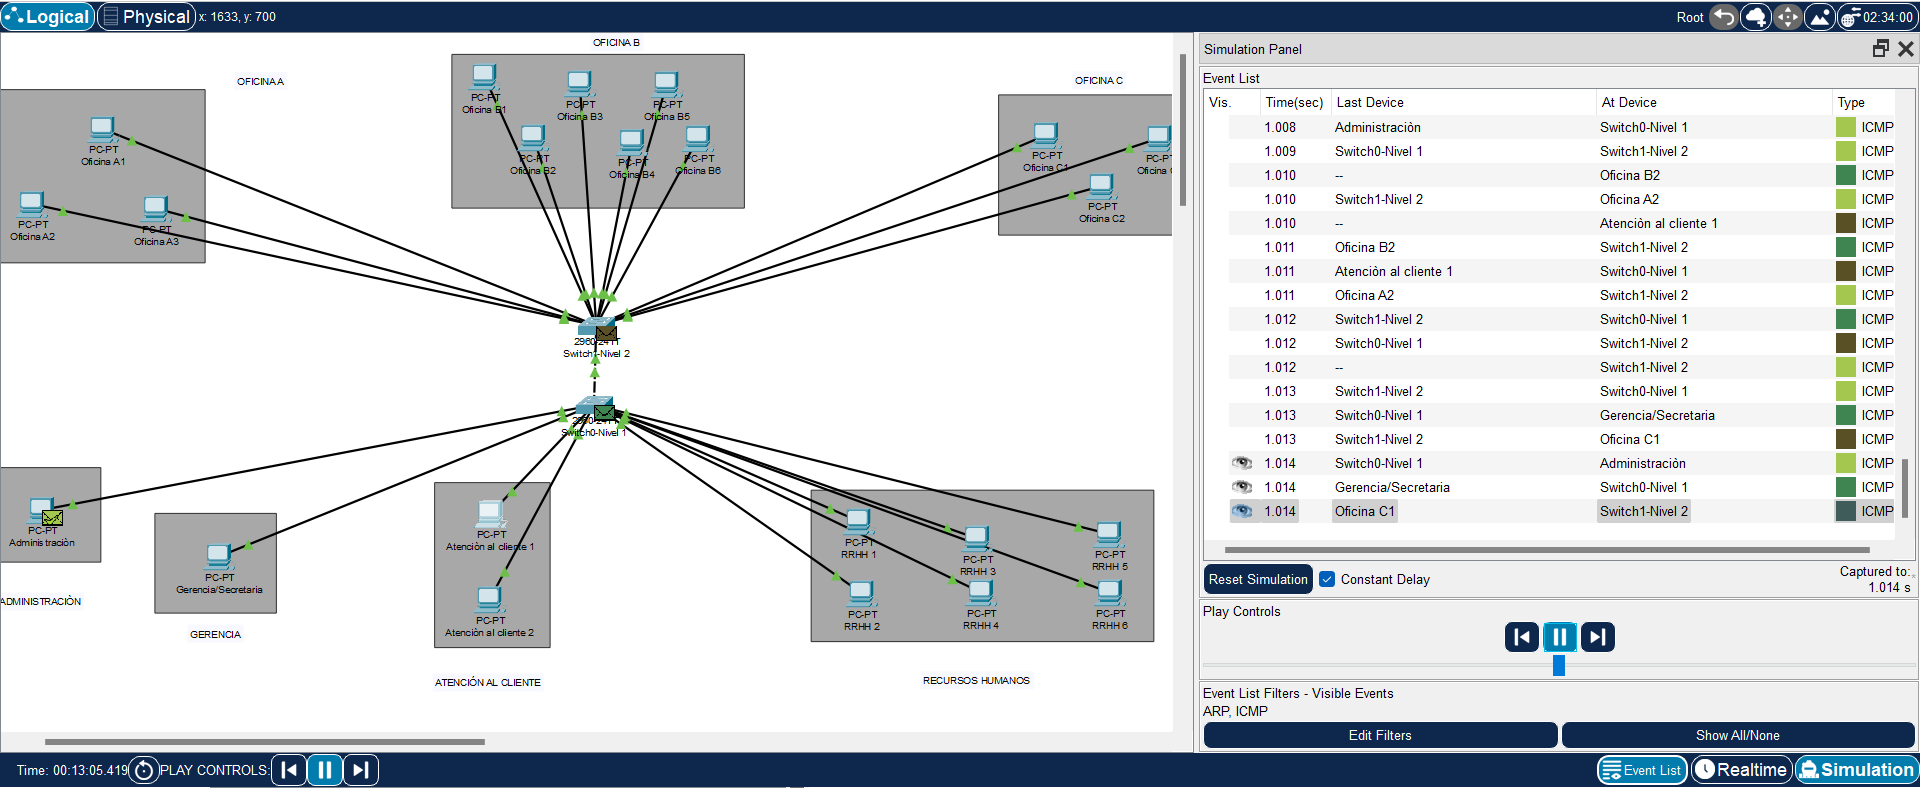 Logical Physical x: 1633, y: 700 Root 02:34:00
OFICINA A
OFICINA B
OFICINA C
PC-PT
Oficina A1
PC-PT
Oficina A2
PC-PT
Oficina A3
PC-PT
Oficina B1
PC-PT
Oficina B3
PC-PT
Oficina B5
PC-PT
Oficina B2
PC-PT
Oficina B4
PC-PT
Oficina B6
PC-PT
Oficina C1
PC-PT
Oficina
PC-PT
Oficina C2
2960-24TT
Switch1-Nivel 2
2960-24TT
Switch0-Nivel 1
PC-PT
Administraciòn
ADMINISTRACIÒN
PC-PT
Gerencia/Secretaria
GERENCIA
PC-PT
Atenciòn al cliente 1
PC-PT
Atenciòn al cliente 2
ATENCIÓN AL CLIENTE
PC-PT
RRHH 1
PC-PT
RRHH 3
PC-PT
RRHH 5
PC-PT
RRHH 2
PC-PT
RRHH 4
PC-PT
RRHH 6
RECURSOS HUMANOS
Simulation Panel
Event List
Vis. Time(sec) Last Device At Device Type
1.008 Administraciòn Switch0-Nivel 1 ICMP
1.009 Switch0-Nivel 1 Switch1-Nivel 2 ICMP
1.010 -- Oficina B2 ICMP
1.010 Switch1-Nivel 2 Oficina A2 ICMP
1.010 -- Atenciòn al cliente 1 ICMP
1.011 Oficina B2 Switch1-Nivel 2 ICMP
1.011 Atenciòn al cliente 1 Switch0-Nivel 1 ICMP
1.011 Oficina A2 Switch1-Nivel 2 ICMP
1.012 Switch1-Nivel 2 Switch0-Nivel 1 ICMP
1.012 Switch0-Nivel 1 Switch1-Nivel 2 ICMP
1.012 -- Switch1-Nivel 2 ICMP
1.013 Switch1-Nivel 2 Switch0-Nivel 1 ICMP
1.013 Switch0-Nivel 1 Gerencia/Secretaria ICMP
1.013 Switch1-Nivel 2 Oficina C1 ICMP
1.014 Switch0-Nivel 1 Administraciòn ICMP
1.014 Gerencia/Secretaria Switch0-Nivel 1 ICMP
1.014 Oficina C1 Switch1-Nivel 2 ICMP
Reset Simulation Constant Delay Captured to:
1.014 s
Play Controls
Event List Filters - Visible Events
ARP, ICMP
Edit Filters Show All/None
Time: 00:13:05.419 PLAY CONTROLS: Event List Realtime Simulation